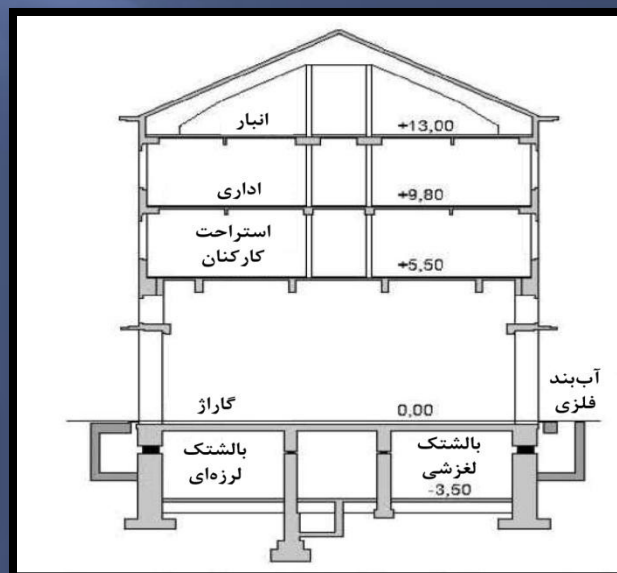 انبار
+13,00
اداری
+9,80
استراحت
کارکنان
+5,50
آب‌بند
فلزی
گاراژ
0,00
بالشتک
لرزه‌ای
بالشتک
لغزشی
-3,50